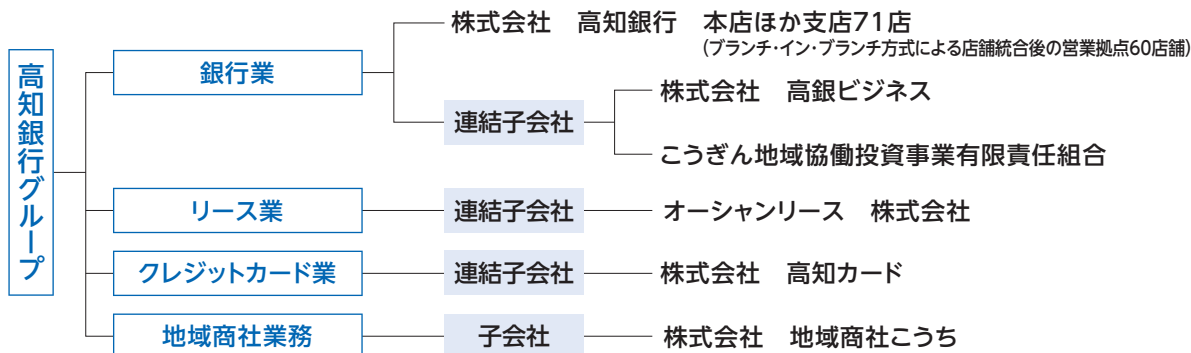 高知銀行グループ
銀行業
株式会社　高知銀行　本店ほか支店71店
(ブランチ・イン・ブランチ方式による店舗統合後の営業拠点60店舗)
連結子会社
株式会社　高銀ビジネス
こうぎん地域協働投資事業有限責任組合
リース業
連結子会社
オーシャンリース　株式会社
クレジットカード業
連結子会社
株式会社　高知カード
地域商社業務
子会社
株式会社　地域商社こうち